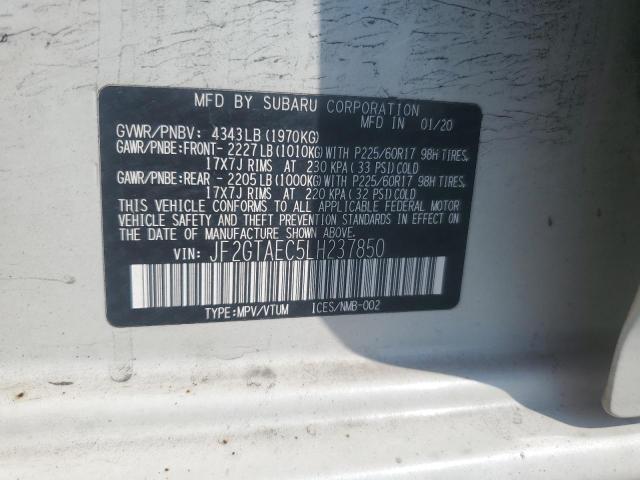 MFD BY SUBARU CORPORATION
MFD IN 01/20
GVWR/PNBV: 4343LB(1970KG)
GAWR/PNBE:FRONT-2227LB(1010KG)WITH P225/60R17 98H TIRES,
17X7J RIMS AT 230 KPA(33 PSI)COLD
GAWR/PNBE:REAR -2205LB(1000KG)WITH P225/60R17 98H TIRES,
17X7J RIMS AT 220 KPA(32 PSI)COLD
THIS VEHICLE CONFORMS TO ALL APPLICABLE FEDERAL MOTOR
VEHICLE SAFETY AND THEFT PREVENTION STANDARDS IN EFFECT ON
THE DATE OF MANUFACTURE SHOWN ABOVE.
VIN: JF2GTAEC5LH237850
TYPE:MPV/VTUM ICES/NMB-002